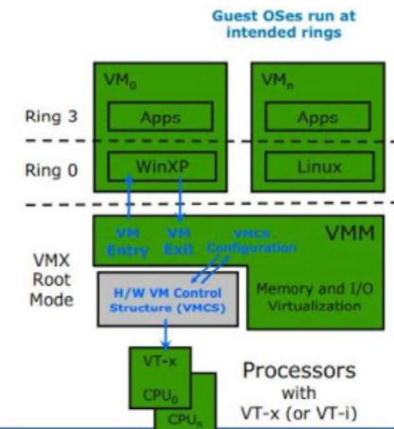 Guest OSes run at
intended rings
VM0
VMn
Ring 3
Apps
Apps
Ring 0
WinXP
Linux
VM
Entry
VM
Exit
VMCS
Configuration
VMM
VMX
Root
Mode
H/W VM Control
Structure (VMCS)
Memory and I/O
Virtualization
VT-x
CPU0
CPUn
Processors
with
VT-x (or VT-i)